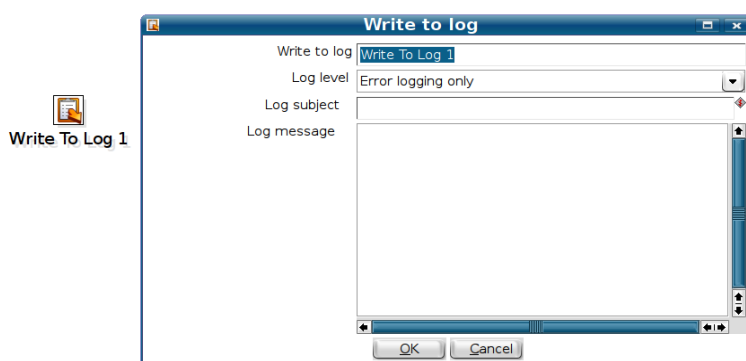 Write to log
Write to log Write To Log 1
Log level Error logging only
Log subject
Log message
Write To Log 1
OK Cancel